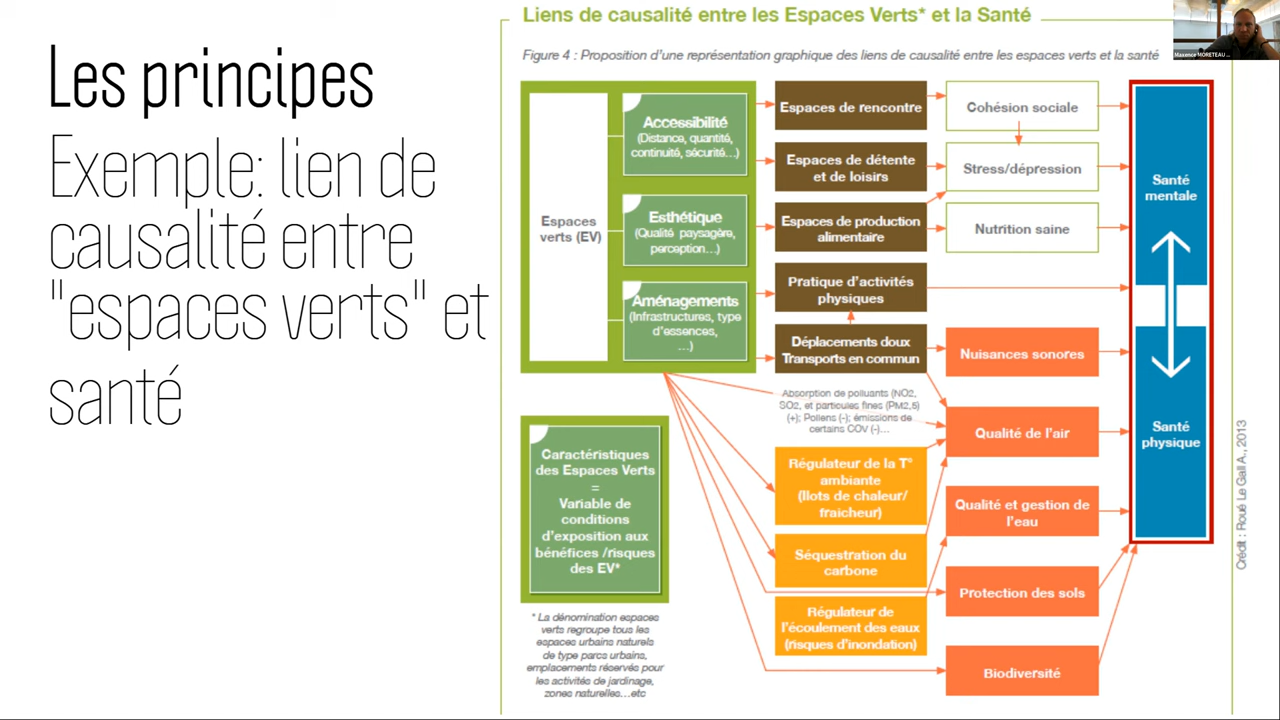 Les principes
Exemple: lien de
causalité entre
"espaces verts" et
santé
Liens de causalité entre les Espaces Verts* et la Santé
Figure 4 : Proposition d'une représentation graphique des liens de causalité entre les espaces verts et la santé
Maxence MORETEAU ...
Espaces
verts (EV)
Accessibilité
(Distance, quantité,
continuité, sécurité...)
Esthétique
(Qualité paysagère,
perception...)
Aménagements
(Infrastructures, type
d'essences,
...)
Espaces de rencontre
Espaces de détente
et de loisirs
Espaces de production
alimentaire
Pratique d'activités
physiques
Déplacements doux
Transports en commun
Absorption de polluants (NO2,
SO2, et particules fines (PM2,5)
(+); Pollens (-); émissions de
certains COV (-)...
Régulateur de la T°
ambiante
(Ilots de chaleur/
fraicheur)
Séquestration du
carbone
Régulateur de
l'écoulement des eaux
(risques d'inondation)
Cohésion sociale
Stress/dépression
Nutrition saine
Nuisances sonores
Qualité de l'air
Qualité et gestion de
l'eau
Protection des sols
Biodiversité
Santé
mentale
Santé
physique
Caractéristiques
des Espaces Verts
=
Variable de
conditions
d'exposition aux
bénéfices /risques
des EV*
* La dénomination espaces
verts regroupe tous les
espaces urbains naturels
de type parcs urbains,
emplacements réservés pour
les activités de jardinage,
zones naturelles...etc
Crédit : Roué Le Gall A., 2013